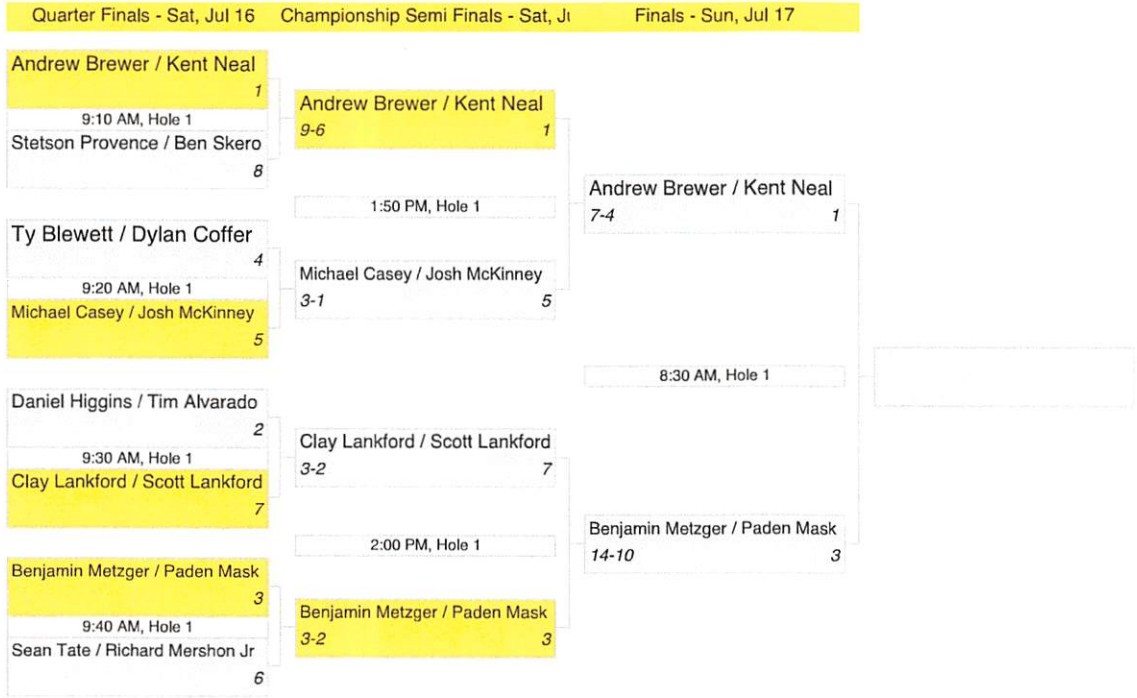 Quarter Finals - Sat, Jul 16
Championship Semi Finals - Sat, Ju
Finals - Sun, Jul 17
Andrew Brewer / Kent Neal
1
9:10 AM, Hole 1
Stetson Provence / Ben Skero
8
Ty Blewett / Dylan Coffer
4
9:20 AM, Hole 1
Michael Casey / Josh McKinney
5
Daniel Higgins / Tim Alvarado
2
9:30 AM, Hole 1
Clay Lankford / Scott Lankford
7
Benjamin Metzger / Paden Mask
3
9:40 AM, Hole 1
Sean Tate / Richard Mershon Jr
6
Andrew Brewer / Kent Neal
9-6 1
1:50 PM, Hole 1
Michael Casey / Josh McKinney
3-1 5
Clay Lankford / Scott Lankford
3-2 7
2:00 PM, Hole 1
Benjamin Metzger / Paden Mask
3-2 3
Andrew Brewer / Kent Neal
7-4 1
8:30 AM, Hole 1
Benjamin Metzger / Paden Mask
14-10 3